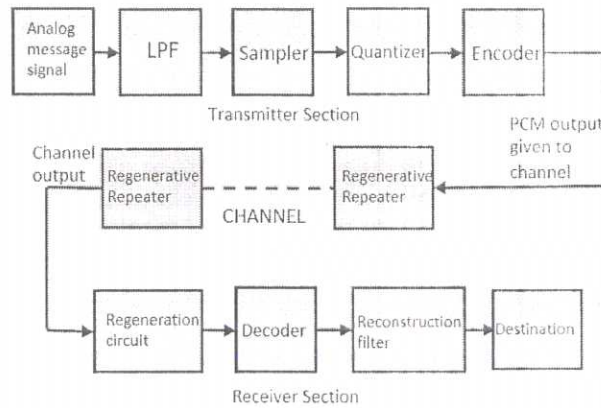 Analog
message
signal
LPF
Sampler
Quantizer
Encoder
Transmitter Section
PCM output
given to
channel
Channel
output
Regenerative
Repeater
CHANNEL
Regenerative
Repeater
Regeneration
circuit
Decoder
Reconstruction
filter
Destination
Receiver Section